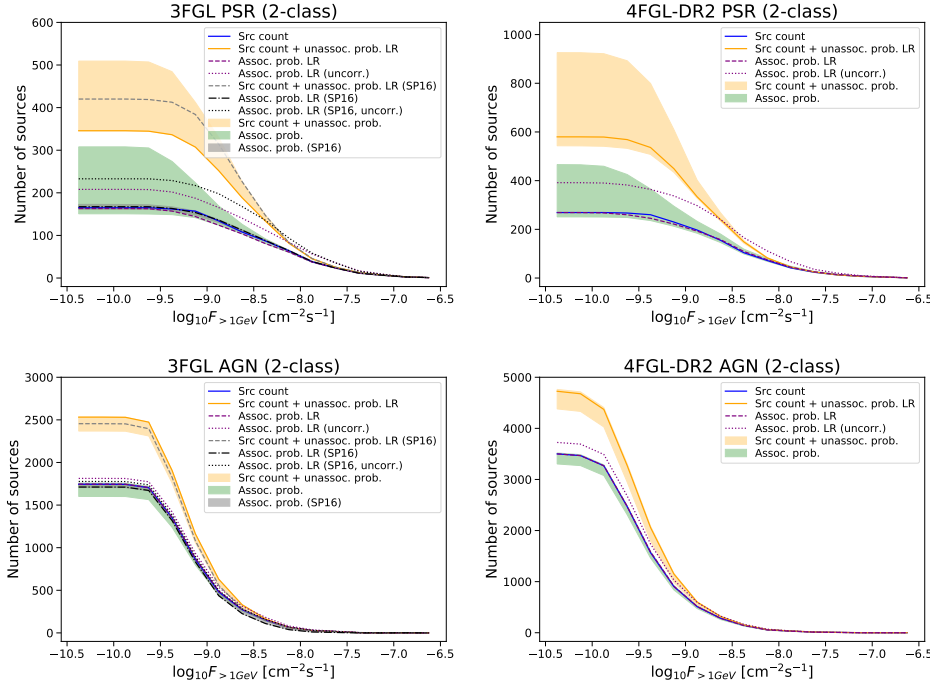 3FGL PSR (2-class)
Number of sources
600
500
400
300
200
100
0
Src count
Src count + unassoc. prob. LR
Assoc. prob. LR
Assoc. prob. LR (uncorr.)
Src count + unassoc. prob. LR (SP16)
Assoc. prob. LR (SP16)
Assoc. prob. LR (SP16, uncorr.)
Src count + unassoc. prob.
Assoc. prob.
Assoc. prob. (SP16)
−10.5 −10.0 −9.5 −9.0 −8.5 −8.0 −7.5 −7.0 −6.5
log₁₀F>1GeV [cm⁻²s⁻¹]
4FGL-DR2 PSR (2-class)
Number of sources
1000
800
600
400
200
0
Src count
Src count + unassoc. prob. LR
Assoc. prob. LR
Assoc. prob. LR (uncorr.)
Src count + unassoc. prob.
Assoc. prob.
−10.5 −10.0 −9.5 −9.0 −8.5 −8.0 −7.5 −7.0 −6.5
log₁₀F>1GeV [cm⁻²s⁻¹]
3FGL AGN (2-class)
Number of sources
3000
2500
2000
1500
1000
500
0
Src count
Src count + unassoc. prob. LR
Assoc. prob. LR
Assoc. prob. LR (uncorr.)
Src count + unassoc. prob. LR (SP16)
Assoc. prob. LR (SP16)
Assoc. prob. LR (SP16, uncorr.)
Src count + unassoc. prob.
Assoc. prob.
Assoc. prob. (SP16)
−10.5 −10.0 −9.5 −9.0 −8.5 −8.0 −7.5 −7.0 −6.5
log₁₀F>1GeV [cm⁻²s⁻¹]
4FGL-DR2 AGN (2-class)
Number of sources
5000
4000
3000
2000
1000
0
Src count
Src count + unassoc. prob. LR
Assoc. prob. LR
Assoc. prob. LR (uncorr.)
Src count + unassoc. prob.
Assoc. prob.
−10.5 −10.0 −9.5 −9.0 −8.5 −8.0 −7.5 −7.0 −6.5
log₁₀F>1GeV [cm⁻²s⁻¹]